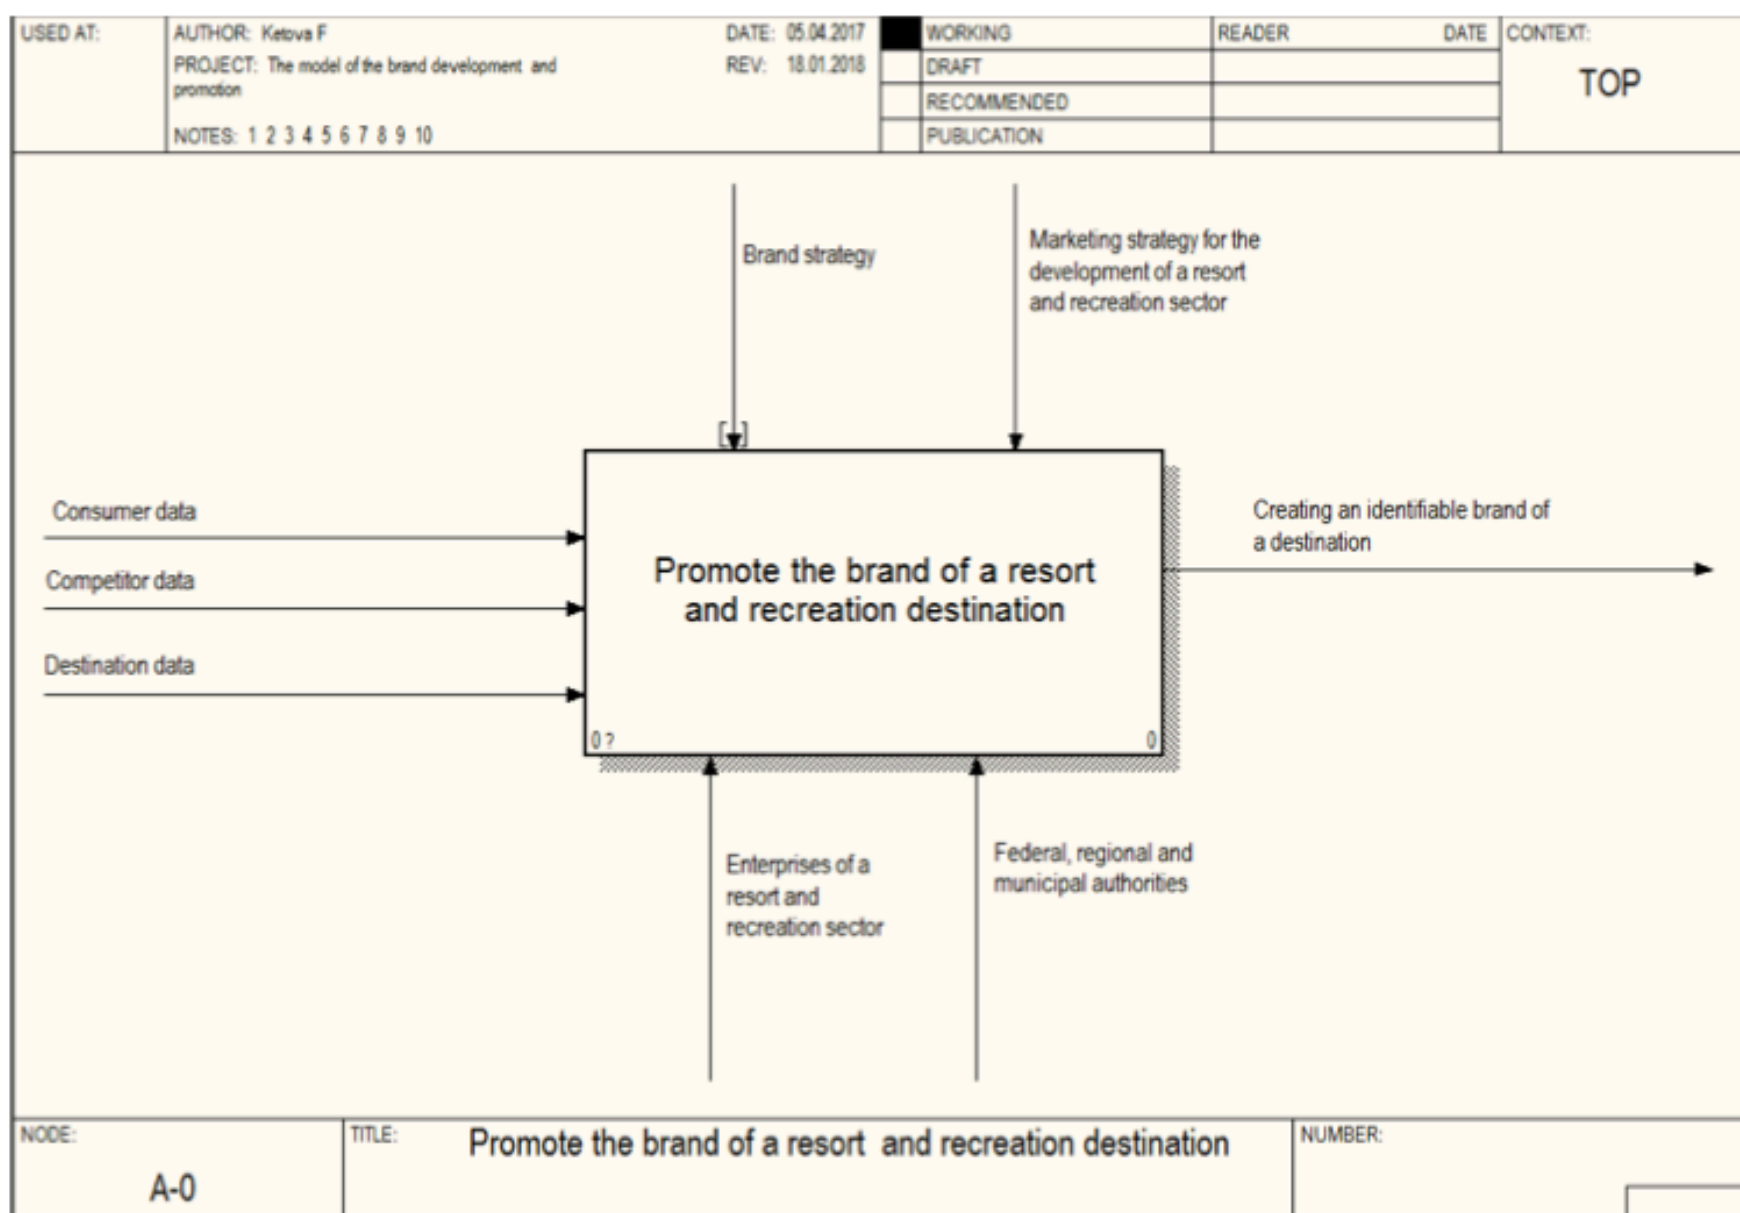 USED AT:
AUTHOR: Ketova F
DATE: 05.04.2017
PROJECT: The model of the brand development and
promotion
REV: 18.01.2018
NOTES: 1 2 3 4 5 6 7 8 9 10
WORKING
DRAFT
RECOMMENDED
PUBLICATION
READER DATE
CONTEXT:
TOP
Brand strategy
Marketing strategy for the
development of a resort
and recreation sector
Consumer data
Competitor data
Destination data
Promote the brand of a resort
and recreation destination
0 ?
0
Creating an identifiable brand of
a destination
Enterprises of a
resort and
recreation sector
Federal, regional and
municipal authorities
NODE:
A-0
TITLE:
Promote the brand of a resort and recreation destination
NUMBER: